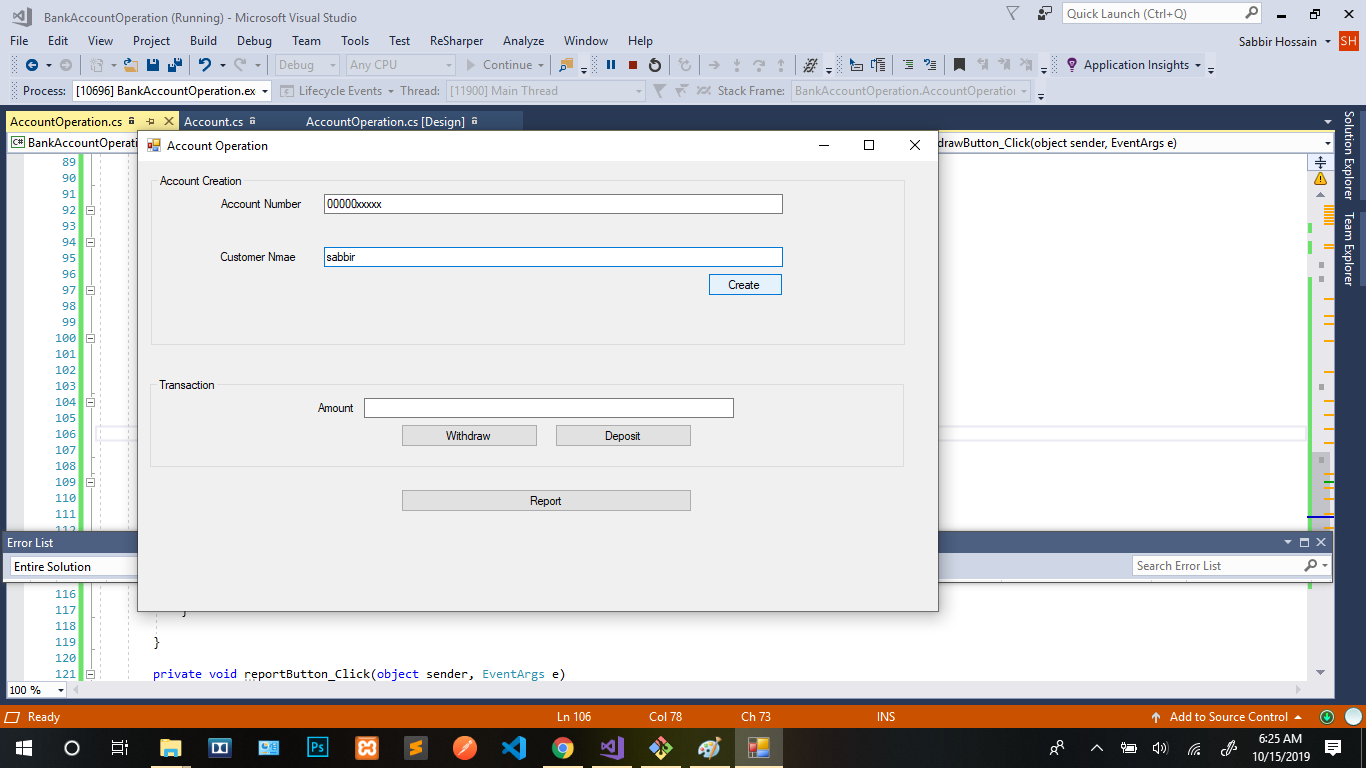 BankAccountOperation (Running) - Microsoft Visual Studio
Quick Launch (Ctrl+Q)
File Edit View Project Build Debug Team Tools Test ReSharper Analyze Window Help
Sabbir Hossain SH
Debug Any CPU Continue Application Insights
Process: [10696] BankAccountOperation.ex Lifecycle Events Thread: [11900] Main Thread Stack Frame: BankAccountOperation.AccountOperation
AccountOperation.cs Account.cs AccountOperation.cs [Design]
C# BankAccountOperati
drawButton_Click(object sender, EventArgs e)
Solution Explorer
Team Explorer
Account Operation
Account Creation
Account Number 00000xxxxx
Customer Nmae sabbir
Create
Transaction
Amount
Withdraw Deposit
Report
89
90
91
92
93
94
95
96
97
98
99
100
101
102
103
104
105
106
107
108
109
110
111
112
Error List
Entire Solution
Search Error List
116
117 }
118
119 }
120
121 private void reportButton_Click(object sender, EventArgs e)
100 %
Ready Ln 106 Col 78 Ch 73 INS Add to Source Control
Ps
6:25 AM
10/15/2019